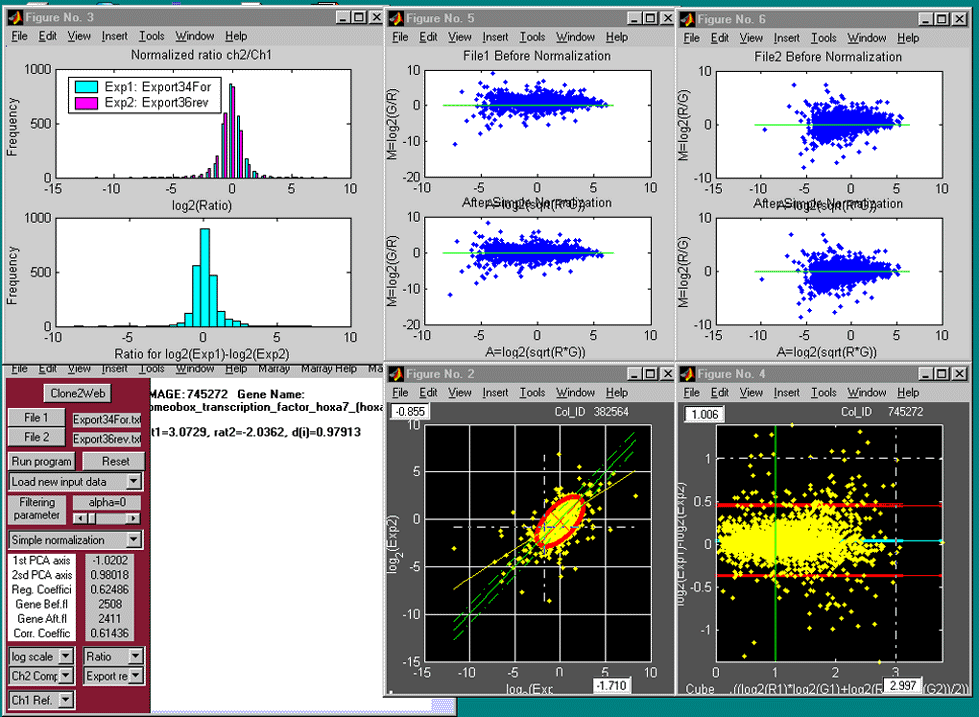 Figure No. 3
File Edit View Insert Tools Window Help
Normalized ratio ch2/Ch1
1000
Exp1: Export34For
Exp2: Export36rev
Frequency
500
0
-15 -10 -5 0 5 10
log2(Ratio)
1000
Frequency
500
0
-10 -5 0 5 10
Ratio for log2(Exp1)-log2(Exp2)
Figure No. 5
File Edit View Insert Tools Window Help
File1 Before Normalization
10
0
-10
-20
M=log2(G/R)
-10 -5 0 5 10
After Simple Normalization
A=log2(sqrt(R*G))
10
0
-10
-20
M=log2(G/R)
-10 -5 0 5 10
A=log2(sqrt(R*G))
Figure No. 6
File Edit View Insert Tools Window Help
File2 Before Normalization
10
0
-10
M=log2(R/G)
-15 -10 -5 0 5 10
After Simple Normalization
A=log2(sqrt(R*G))
10
0
-10
M=log2(R/G)
-15 -10 -5 0 5 10
A=log2(sqrt(R*G))
File Edit View Insert Tools Window Help Marray Marray Help Ma
Clone2Web
File 1 Export34For.txt
File 2 Export36rev.txt
Run program Reset
Load new input data
Filtering parameter alpha=0
Simple normalization
1st PCA axis -1.0202
2sd PCA axis 0.98018
Reg. Coeffici 0.62486
Gene Bef.fl 2508
Gene Aft.fl 2411
Corr. Coeffic 0.61436
log scale Ratio
Ch2 Comp Export re
Ch1 Ref.
MAGE:745272 Gene Name:
omeobox_transcription_factor_hoxa7_{hoxa
t1=3.0729, rat2=-2.0362, d(i)=0.97913
Figure No. 2
File Edit View Insert Tools Window Help
-0.855 Col_ID 382564
10
5
0
-5
-10
-15
log2(Exp2)
-15 -10 -5 0 5 10
log2(Expr -1.710
Figure No. 4
File Edit View Insert Tools Window Help
1.006 Col_ID 745272
1
0.5
0
-0.5
-1
log2(Exp1)+log2(Exp2)
0 1 2 3
Cube ((log2(R1)*log2(G1)+log2(R 2.997 (G2))/2))